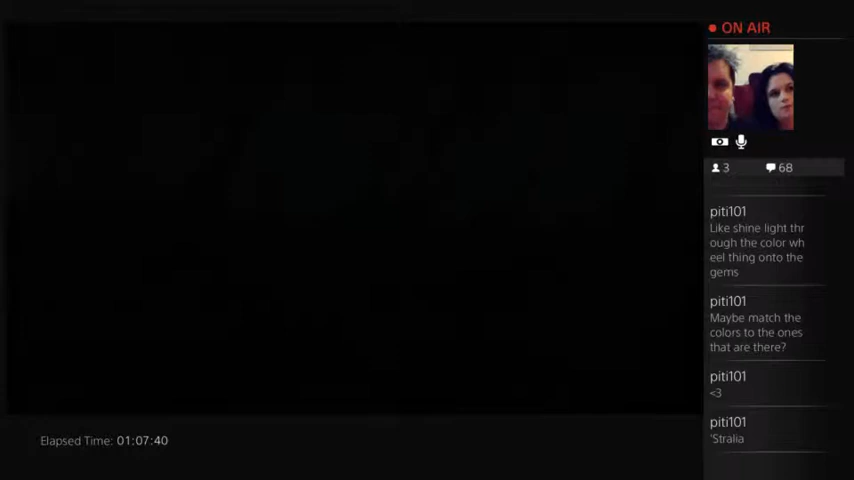 ON AIR
3 68
piti101
Like shine light thr
ough the color wh
eel thing onto the
gems
piti101
Maybe match the
colors to the ones
that are there?
piti101
<3
piti101
'Stralia
Elapsed Time: 01:07:40